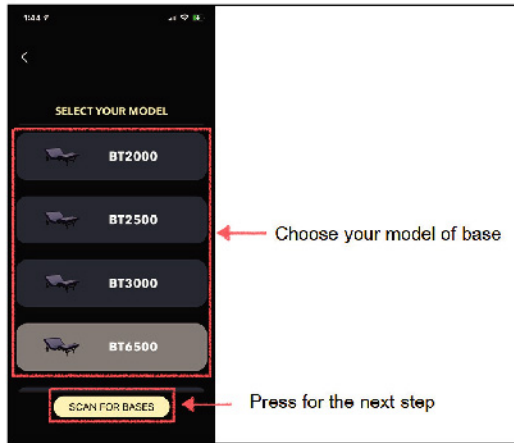 1:44
SELECT YOUR MODEL
BT2000
BT2500
Choose your model of base
BT3000
BT6500
SCAN FOR BASES
Press for the next step